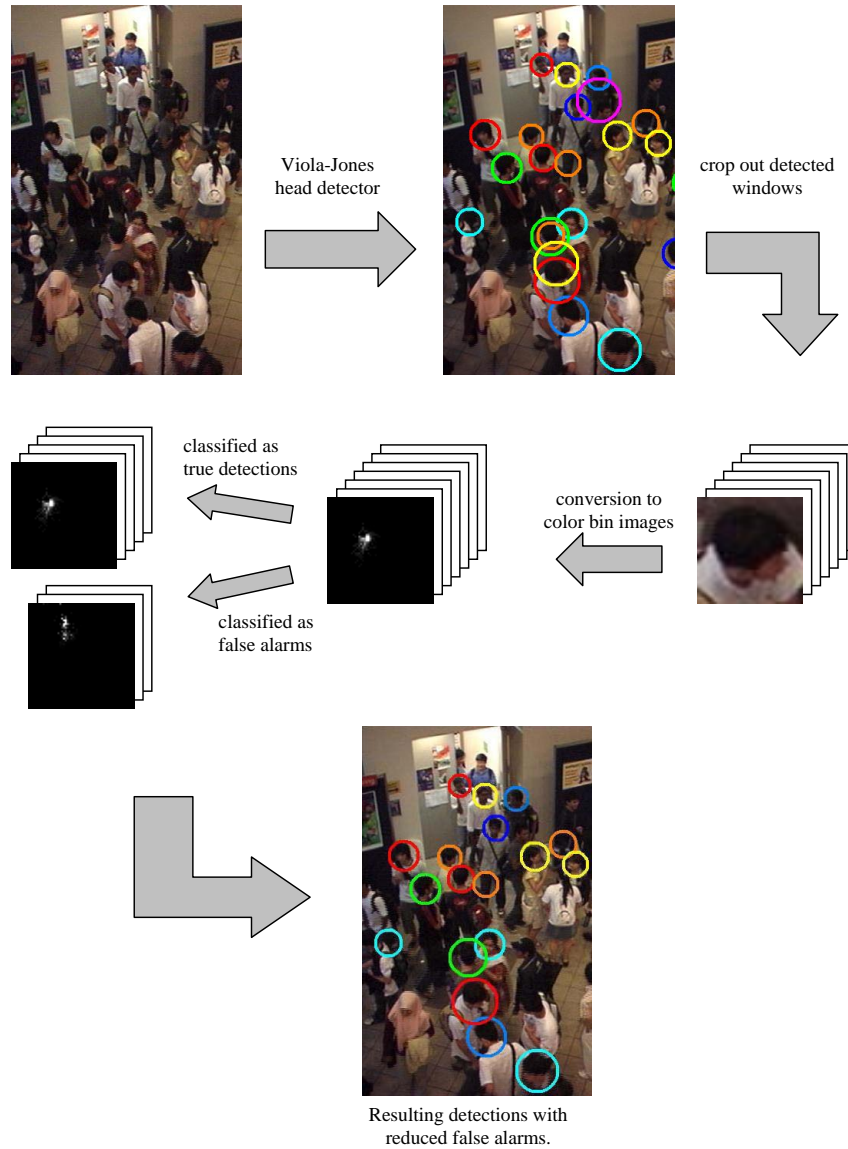 Viola-Jones
head detector
crop out detected
windows
classified as
true detections
conversion to
color bin images
classified as
false alarms
Resulting detections with
reduced false alarms.